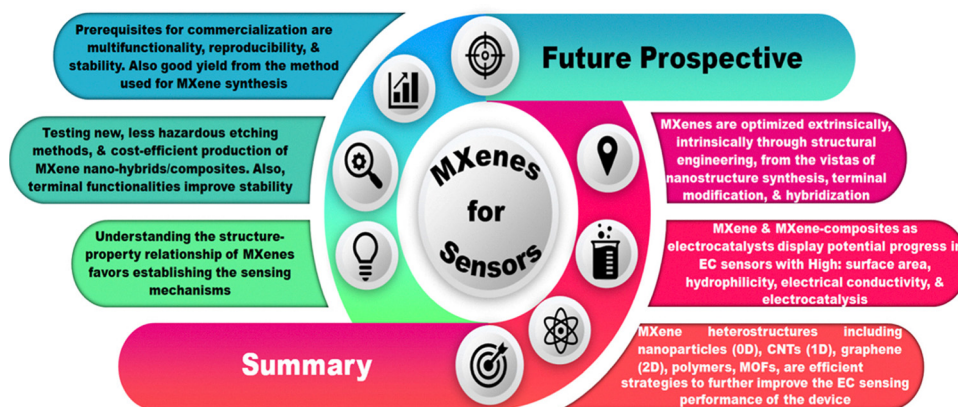 Prerequisites for commercialization are
multifunctionality, reproducibility, &
stability. Also good yield from the method
used for MXene synthesis
Testing new, less hazardous etching
methods, & cost-efficient production of
MXene nano-hybrids/composites. Also,
terminal functionalities improve stability
Understanding the structure-
property relationship of MXenes
favors establishing the sensing
mechanisms
Summary
MXenes
for
Sensors
Future Prospective
MXenes are optimized extrinsically,
intrinsically through structural
engineering, from the vistas of
nanostructure synthesis, terminal
modification, & hybridization
MXene & MXene-composites as
electrocatalysts display potential progress in
EC sensors with High: surface area,
hydrophilicity, electrical conductivity, &
electrocatalysis
MXene heterostructures including
nanoparticles (0D), CNTs (1D), graphene
(2D), polymers, MOFs, are efficient
strategies to further improve the EC sensing
performance of the device